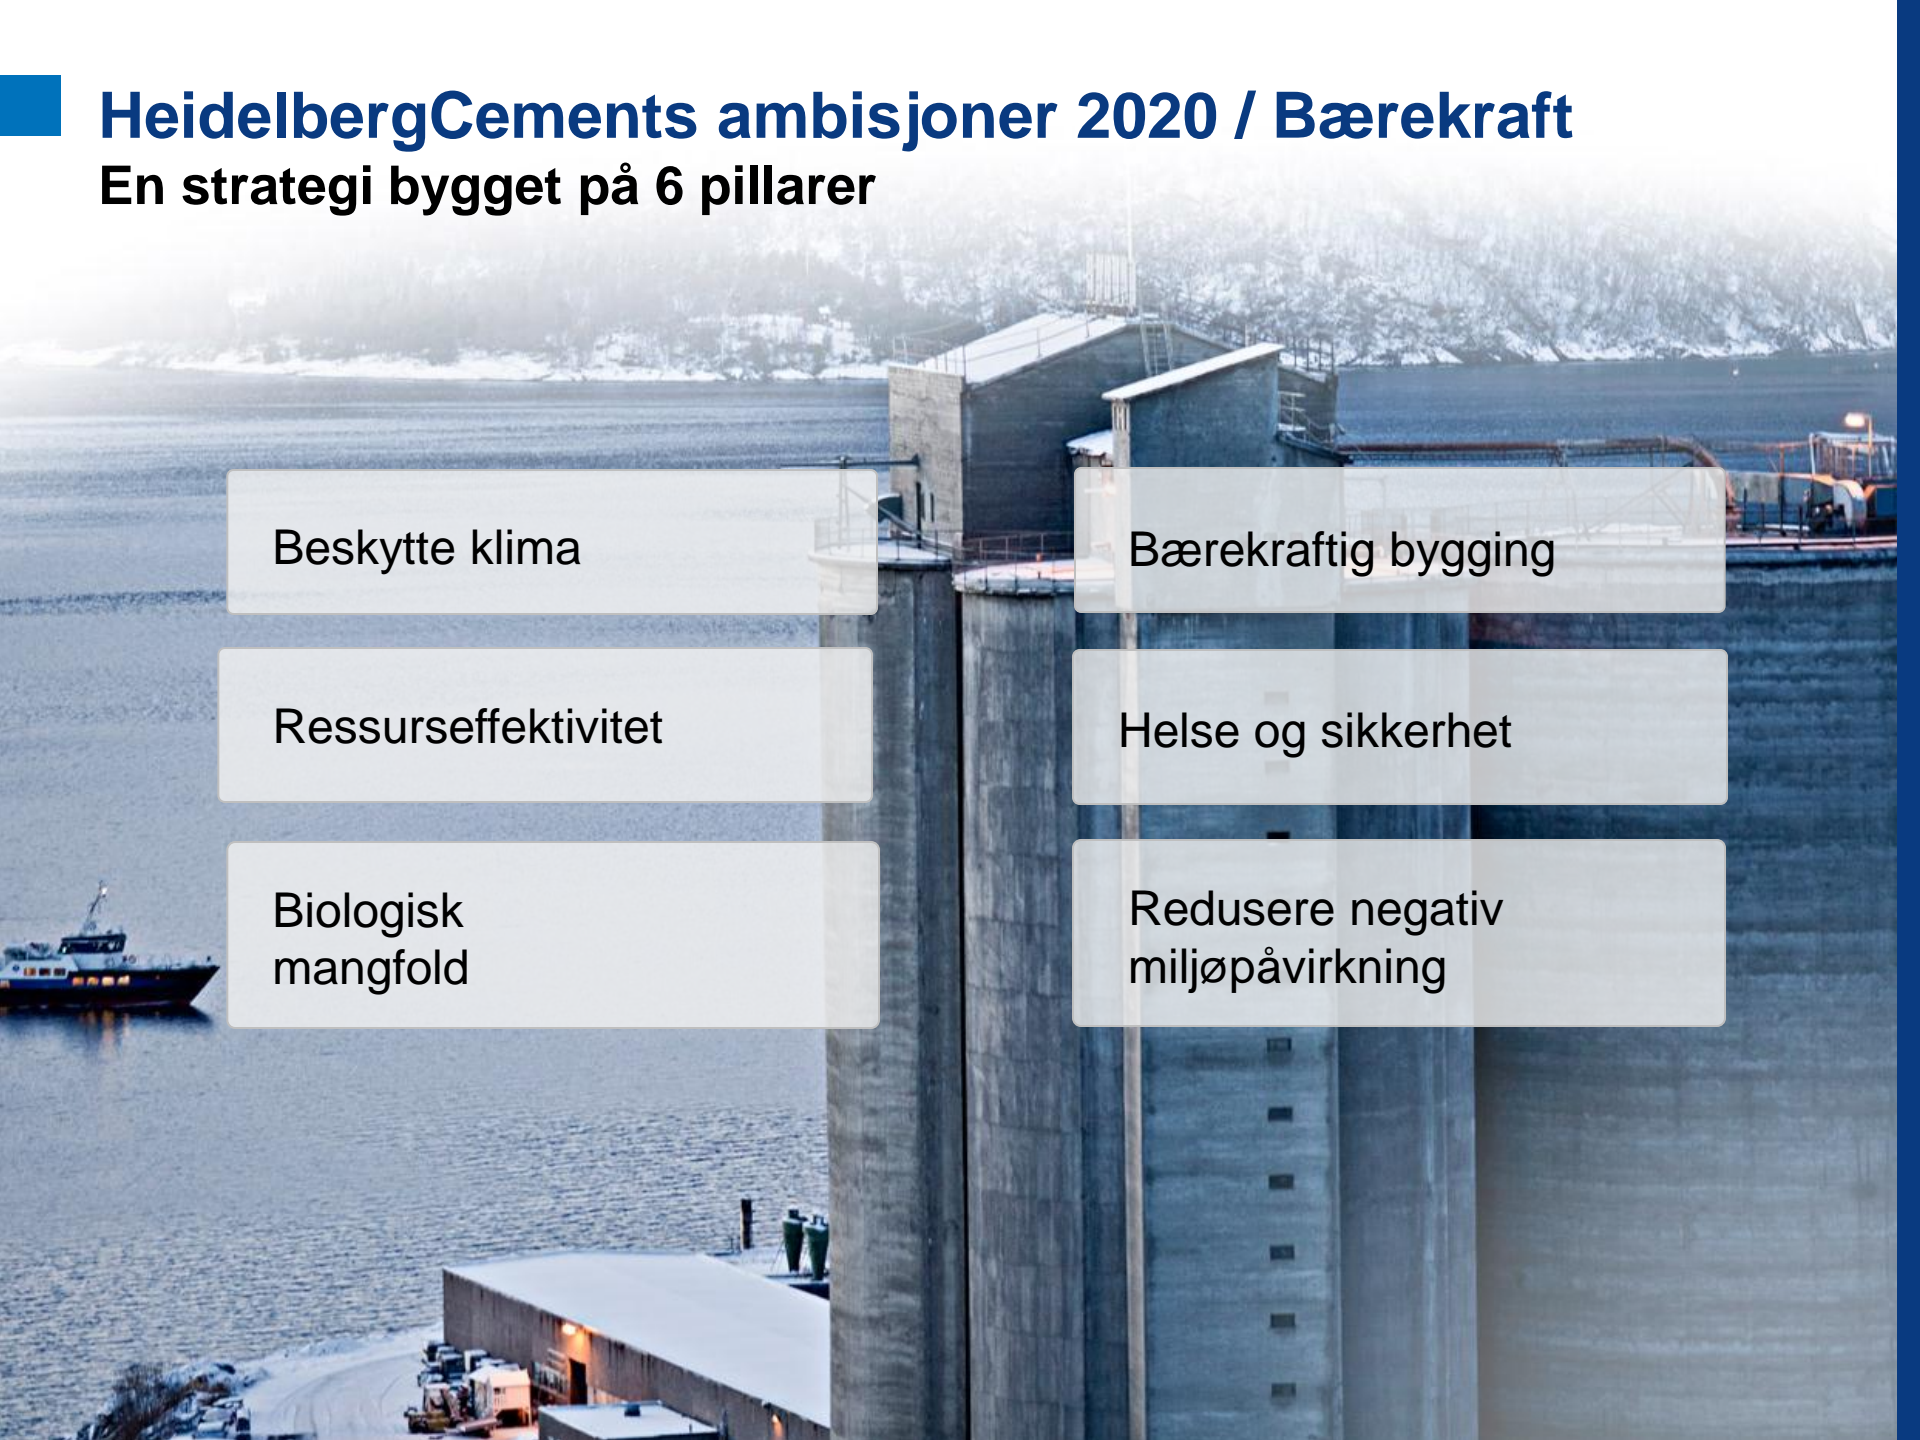 HeidelbergCements ambisjoner 2020 / Bærekraft
En strategi bygget på 6 pillarer
Beskytte klima
Bærekraftig bygging
Ressurseffektivitet
Helse og sikkerhet
Biologisk
mangfold
Redusere negativ
miljøpåvirkning